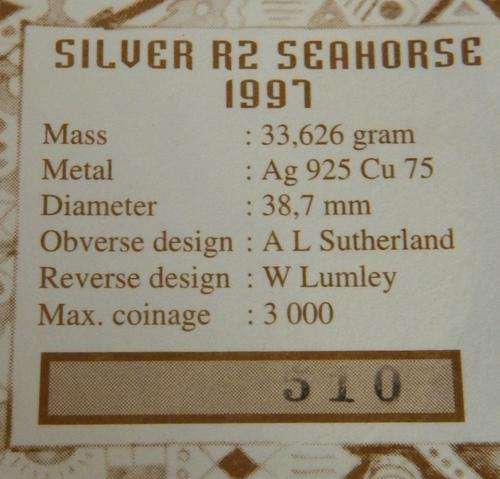 SILVER R2 SEAHORSE
1997
Mass : 33,626 gram
Metal : Ag 925 Cu 75
Diameter : 38,7 mm
Obverse design : A L Sutherland
Reverse design : W Lumley
Max. coinage : 3 000
510